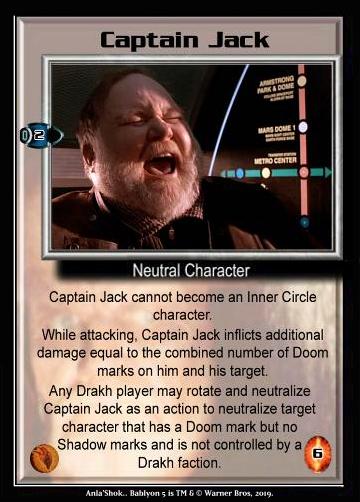 Captain Jack
2
ARMSTRONG
PARK & DOME
MARS DOME 1
METRO CENTER
Neutral Character
Captain Jack cannot become an Inner Circle
character.
While attacking, Captain Jack inflicts additional
damage equal to the combined number of Doom
marks on him and his target.
Any Drakh player may rotate and neutralize
Captain Jack as an action to neutralize target
character that has a Doom mark but no
Shadow marks and is not controlled by a
Drakh faction.
6
Anla'Shok.. Bablyon 5 is TM & © Warner Bros, 2019.